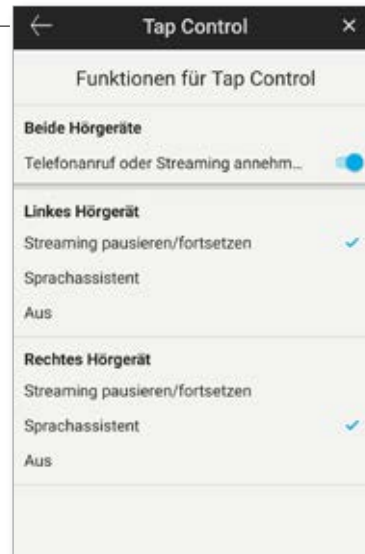 Tap Control
Funktionen für Tap Control
Beide Hörgeräte
Telefonanruf oder Streaming annehm...
Linkes Hörgerät
Streaming pausieren/fortsetzen
Sprachassistent
Aus
Rechtes Hörgerät
Streaming pausieren/fortsetzen
Sprachassistent
Aus